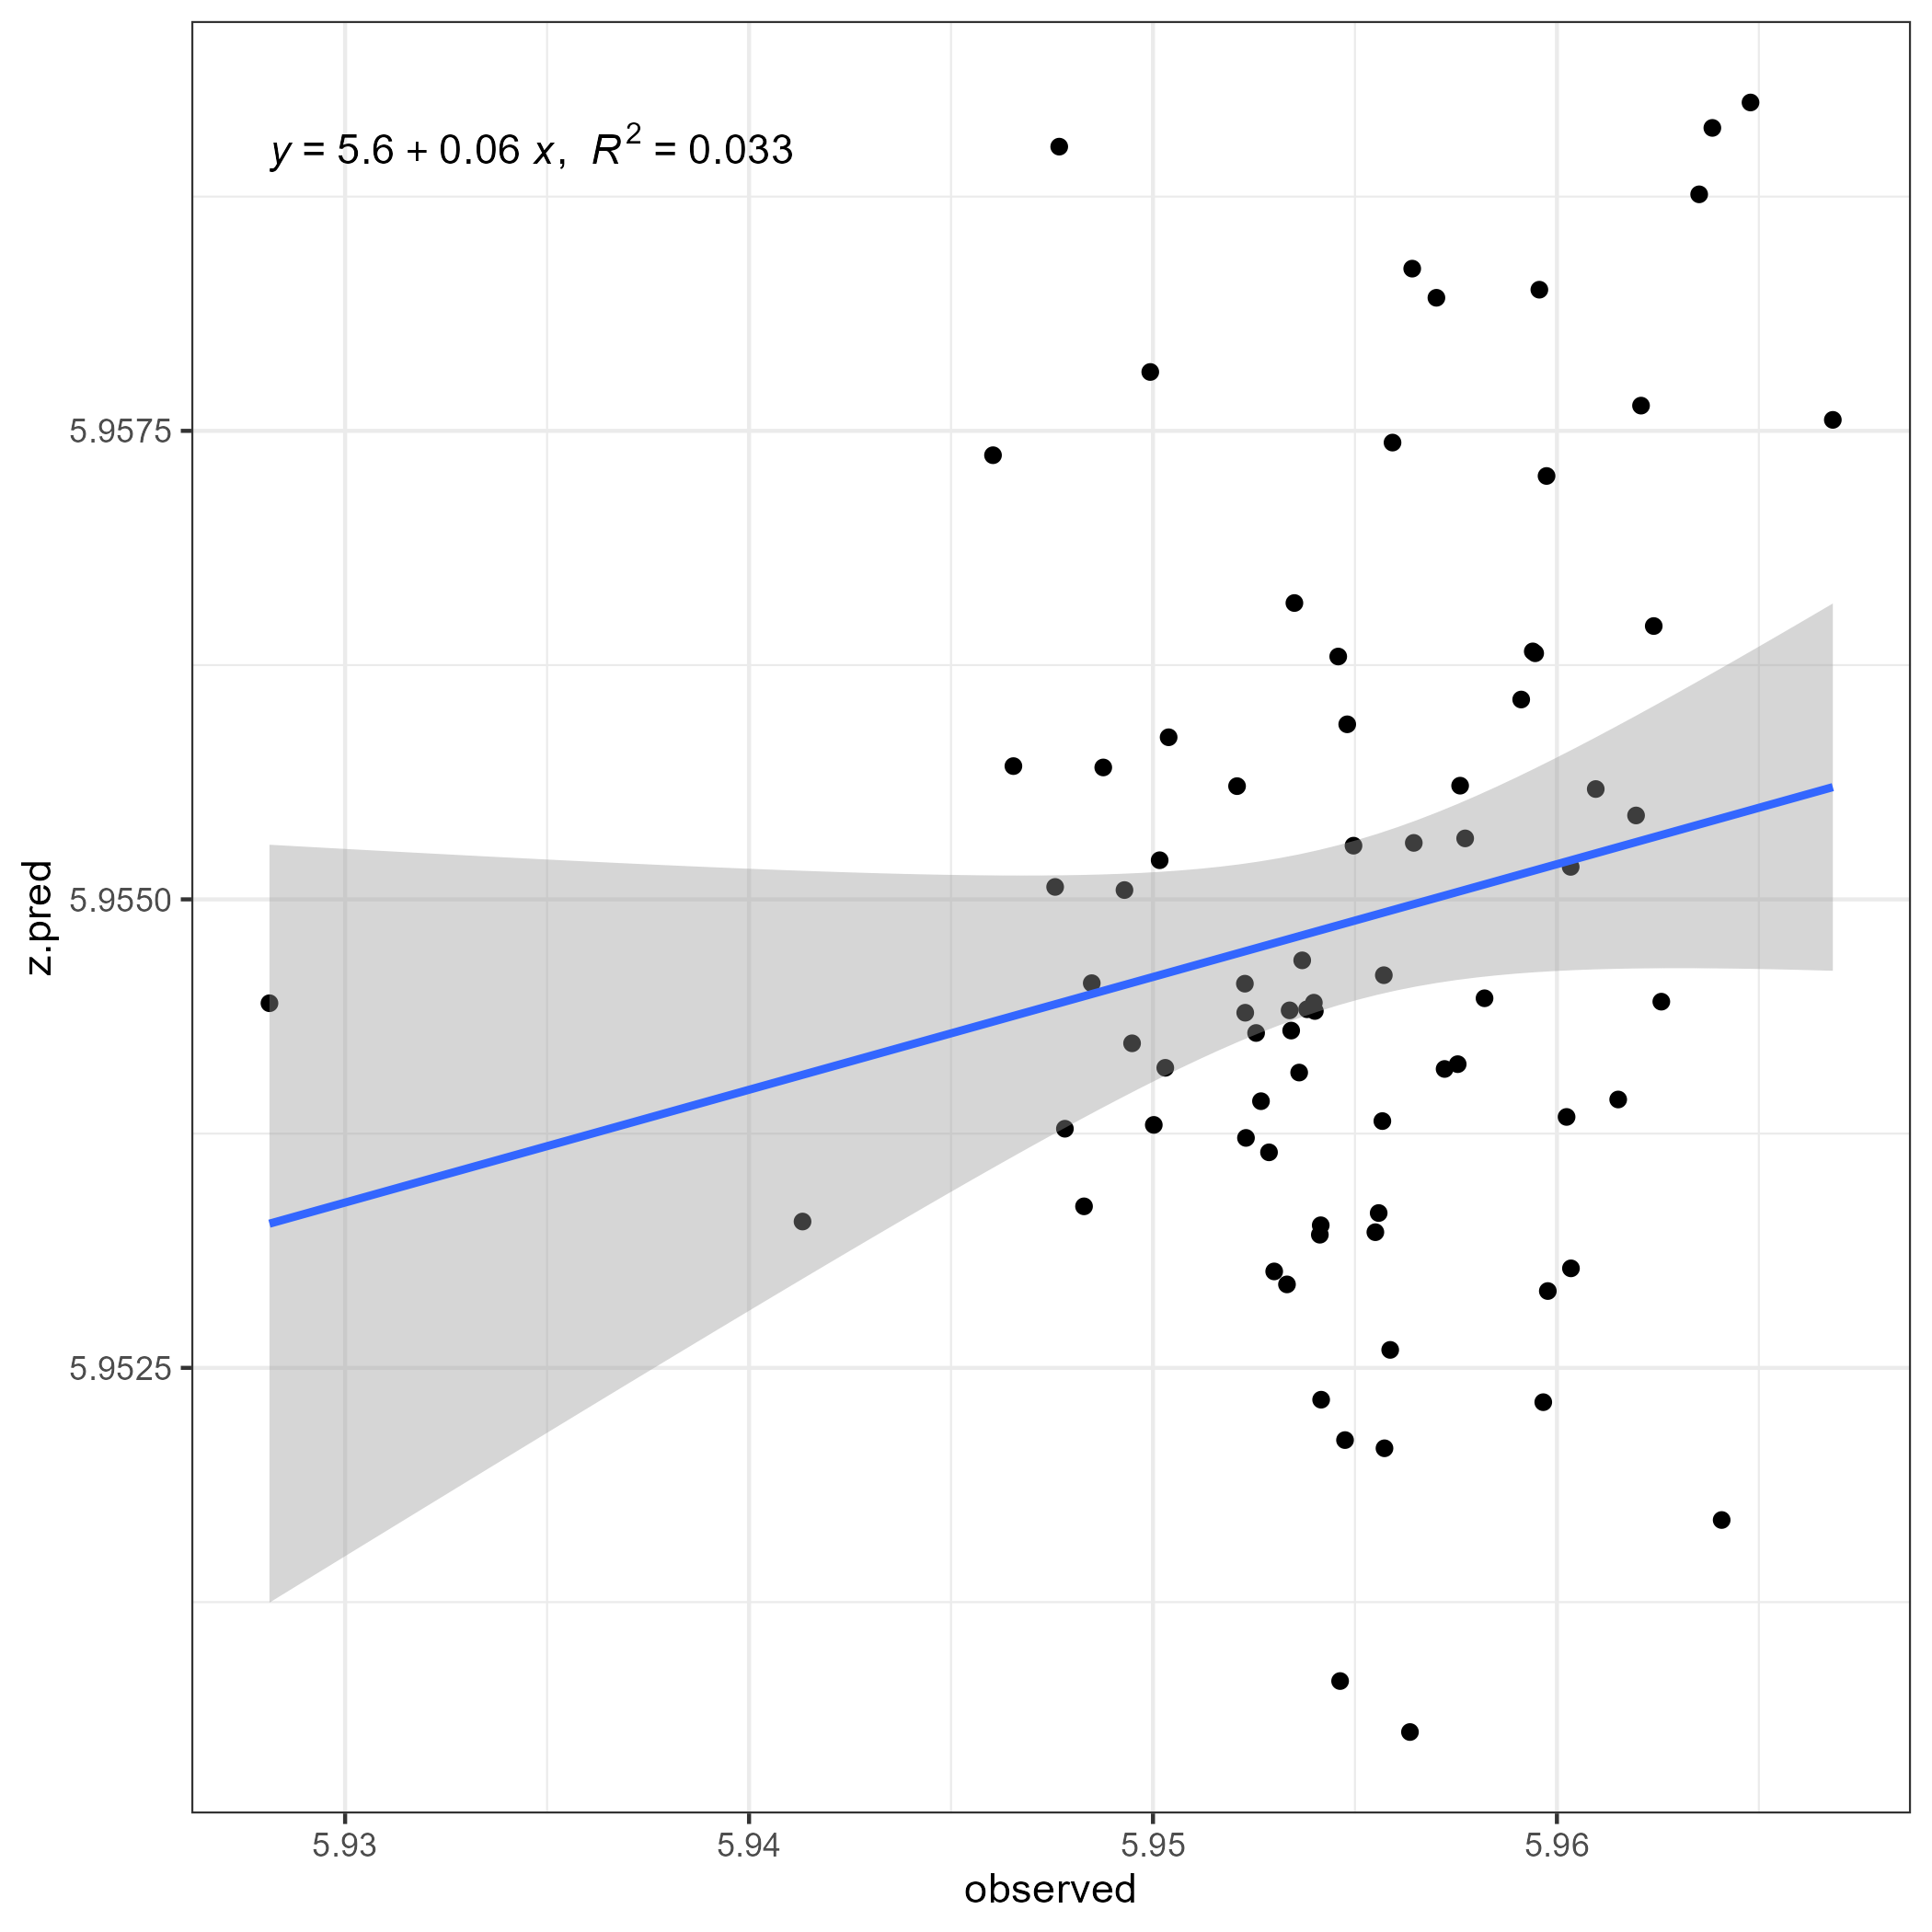 y = 5.6 + 0.06 x, R² = 0.033
5.9575
5.9550
5.9525
z.pred
5.93 5.94 5.95 5.96
observed